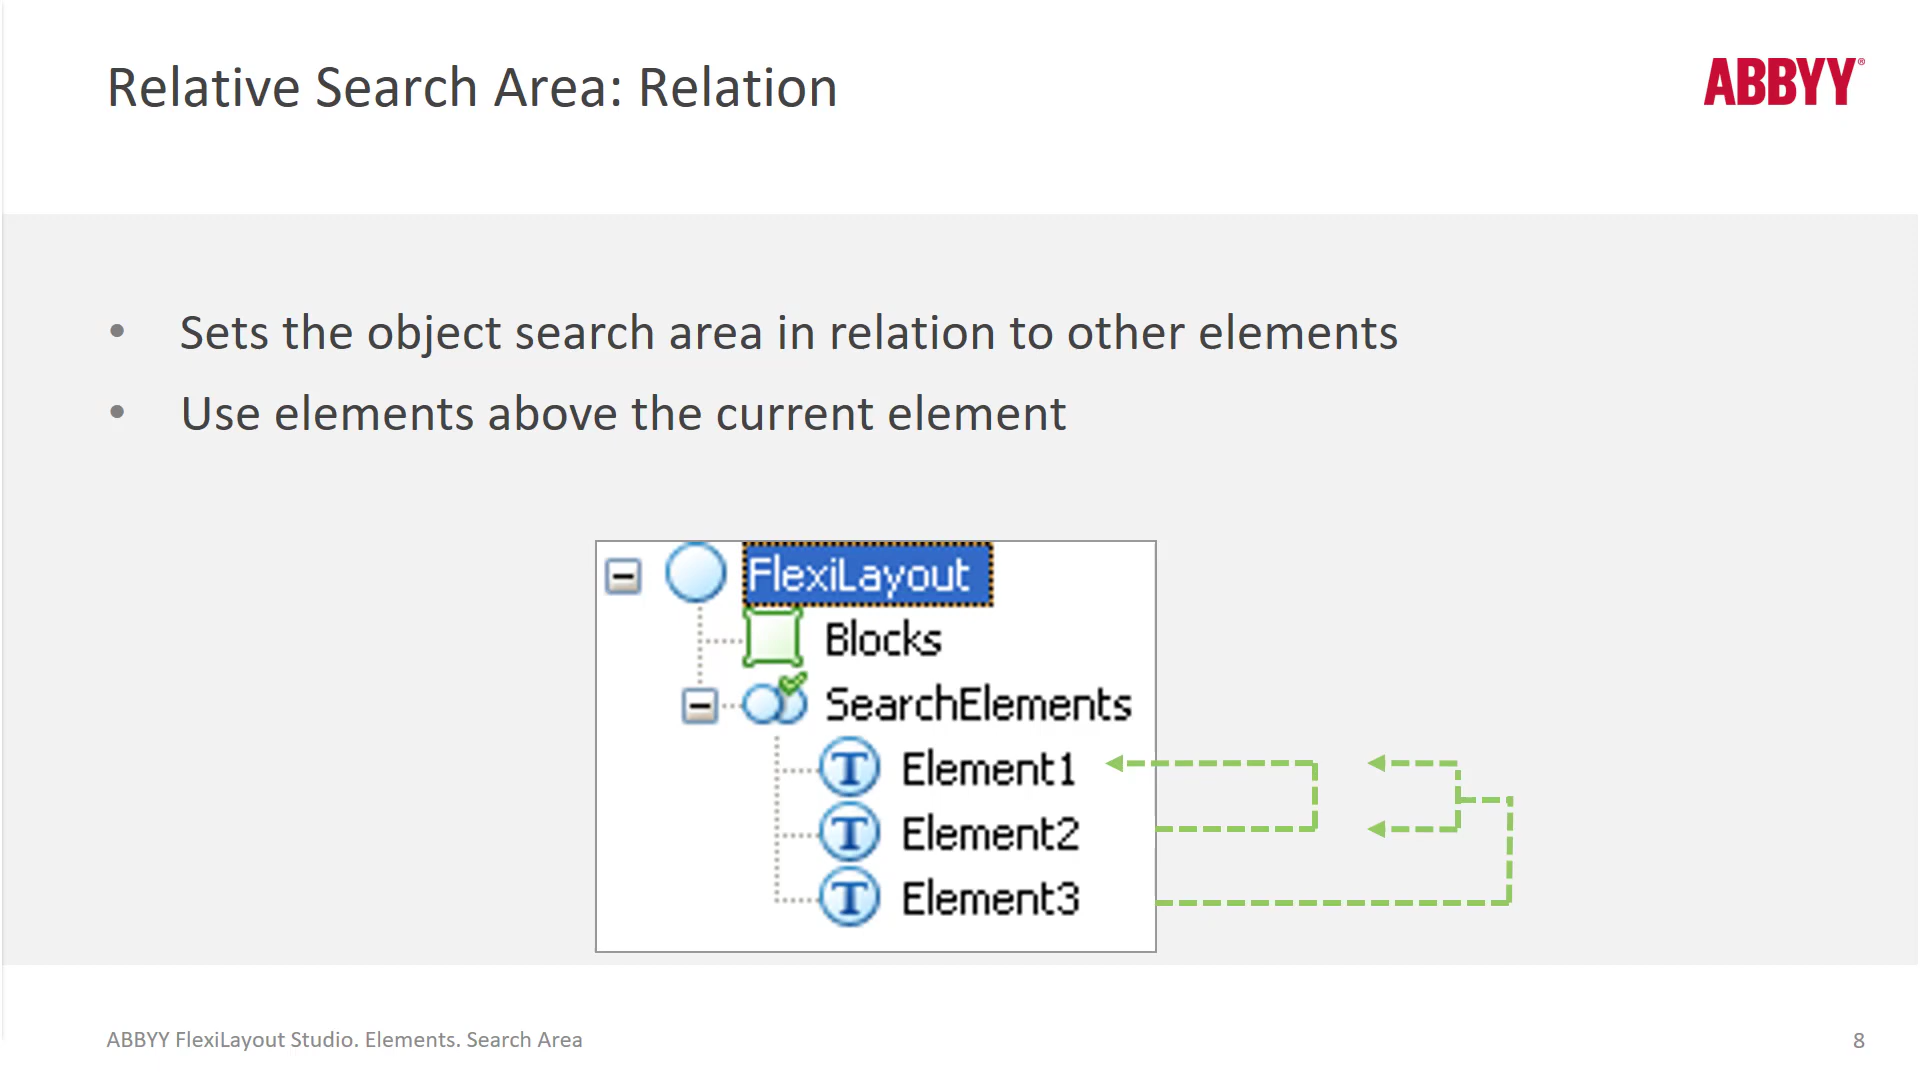 Relative Search Area: Relation
ABBYY®
• Sets the object search area in relation to other elements
• Use elements above the current element
FlexiLayout
Blocks
SearchElements
T Element1
T Element2
T Element3
ABBYY FlexiLayout Studio. Elements. Search Area
8